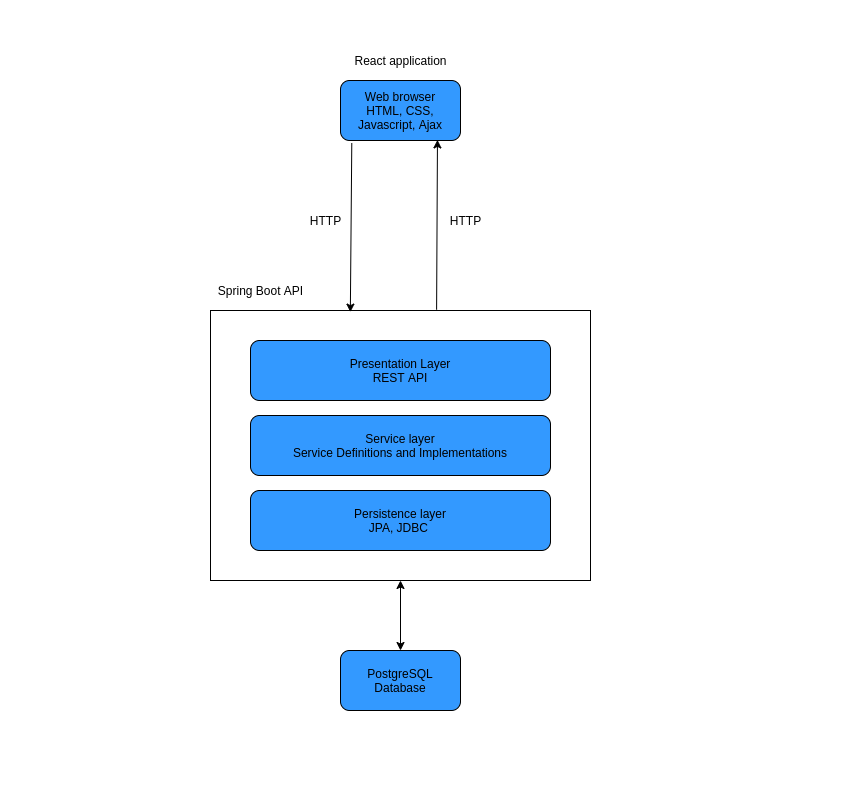 React application
Web browser
HTML, CSS,
Javascript, Ajax
HTTP
HTTP
Spring Boot API
Presentation Layer
REST API
Service layer
Service Definitions and Implementations
Persistence layer
JPA, JDBC
PostgreSQL
Database